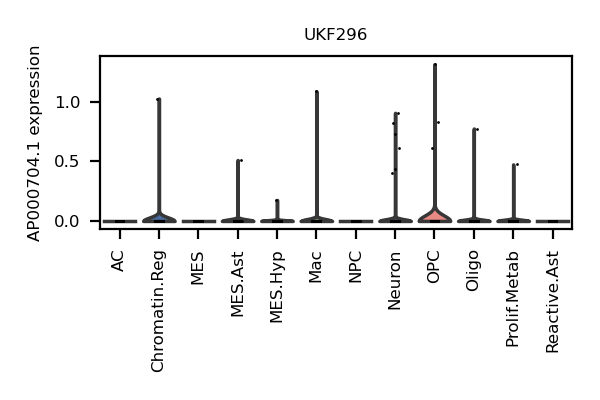 UKF296
AP000704.1 expression
1.0
0.5
0.0
AC
Chromatin.Reg
MES
MES.Ast
MES.Hyp
Mac
NPC
Neuron
OPC
Oligo
Prolif.Metab
Reactive.Ast